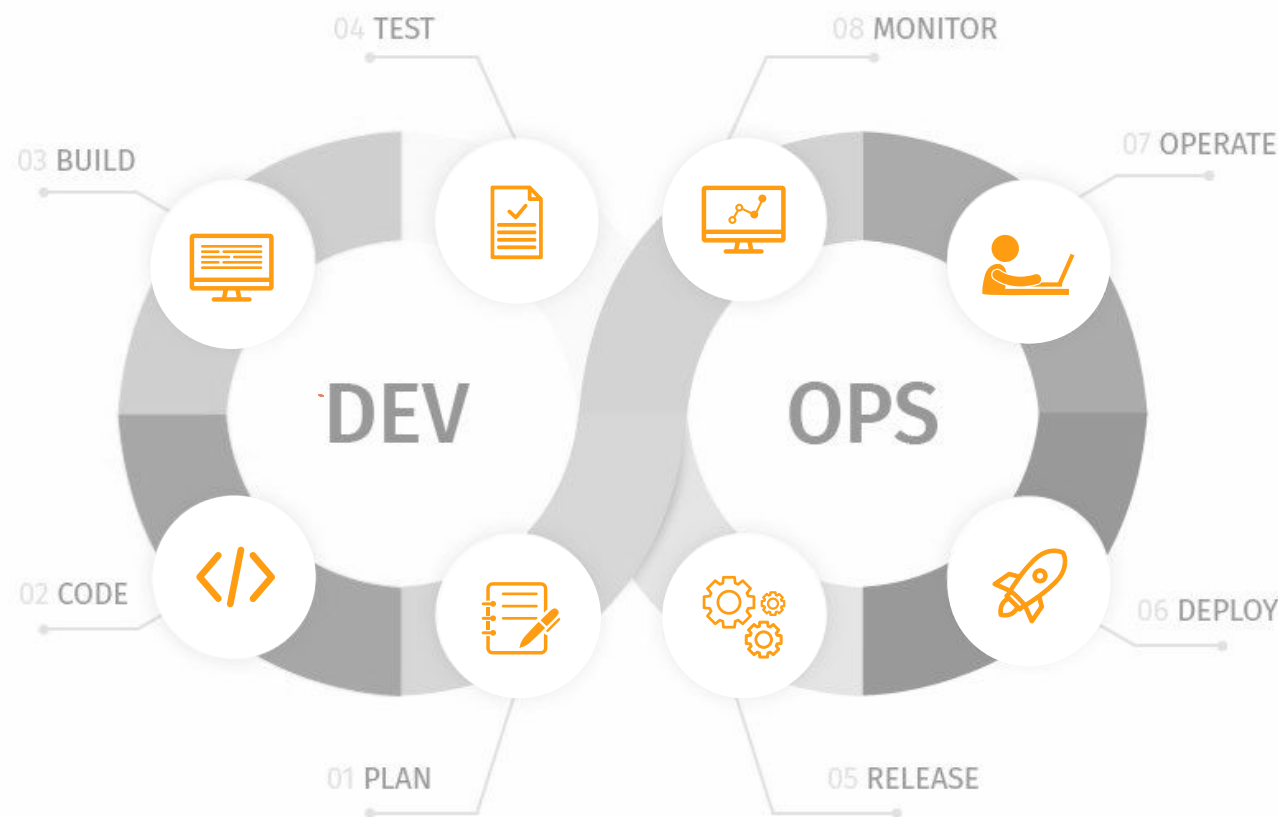 04 TEST
08 MONITOR
03 BUILD
07 OPERATE
DEV
OPS
02 CODE
06 DEPLOY
01 PLAN
05 RELEASE